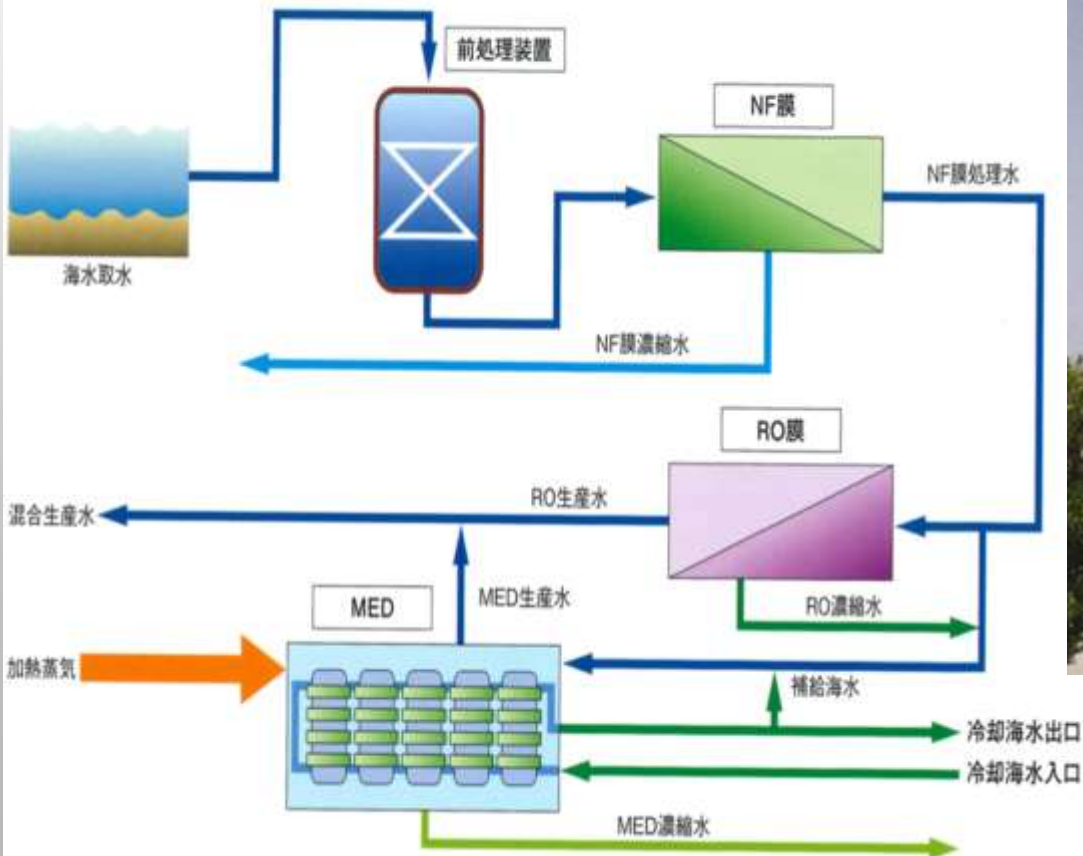 前処理装置
NF膜
NF膜処理水
海水取水
NF膜濃縮水
RO膜
RO生産水
混合生産水
MED生産水
RO濃縮水
MED
加熱蒸気
補給海水
冷却海水出口
冷却海水入口
MED濃縮水